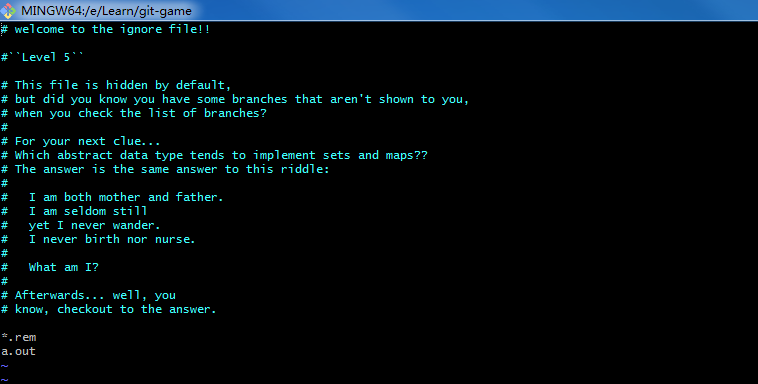 MINGW64:/e/Learn/git-game
# welcome to the ignore file!!
#``Level 5``
# This file is hidden by default,
# but did you know you have some branches that aren't shown to you,
# when you check the list of branches?
#
# For your next clue...
# Which abstract data type tends to implement sets and maps??
# The answer is the same answer to this riddle:
#
#   I am both mother and father.
#   I am seldom still
#   yet I never wander.
#   I never birth nor nurse.
#
#   What am I?
#
# Afterwards... well, you
# know, checkout to the answer.
*.rem
a.out
~
~